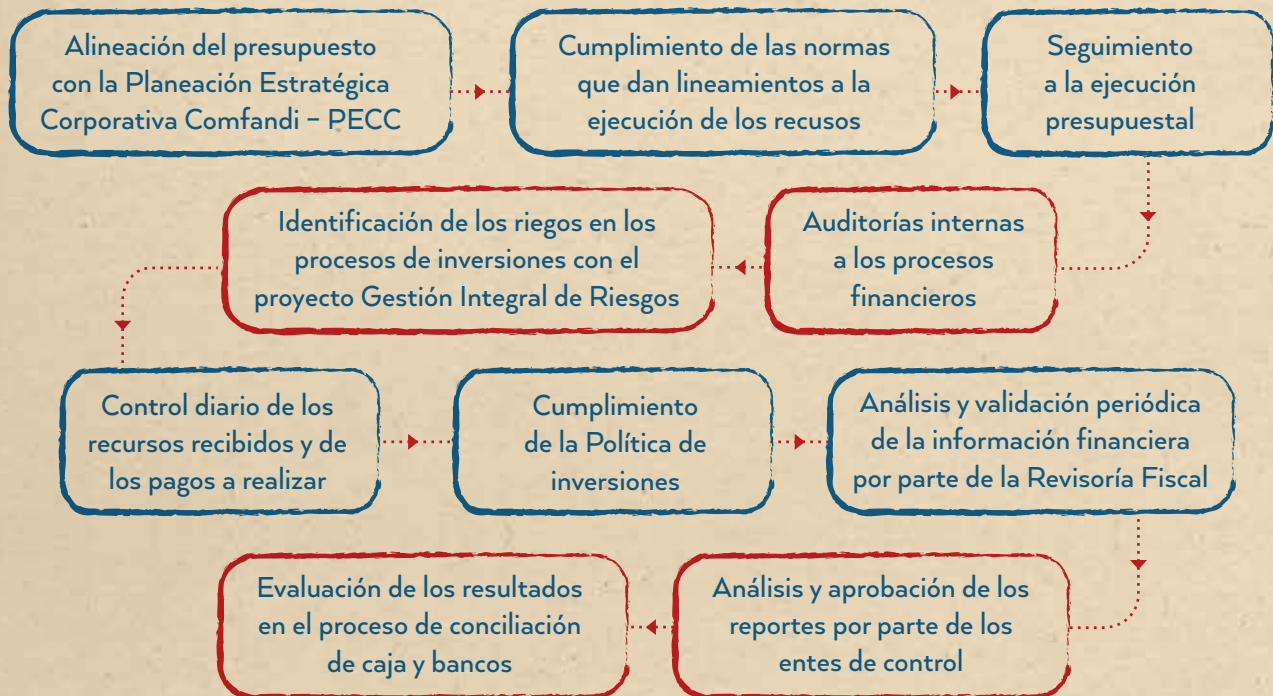 Alineación del presupuesto
con la Planeación Estratégica
Corporativa Comfandi – PECC
Cumplimiento de las normas
que dan lineamientos a la
ejecución de los recusos
Seguimiento
a la ejecución
presupuestal
Auditorías internas
a los procesos
financieros
Identificación de los riegos en los
procesos de inversiones con el
proyecto Gestión Integral de Riesgos
Control diario de los
recursos recibidos y de
los pagos a realizar
Cumplimiento
de la Política de
inversiones
Análisis y validación periódica
de la información financiera
por parte de la Revisoría Fiscal
Análisis y aprobación de los
reportes por parte de los
entes de control
Evaluación de los resultados
en el proceso de conciliación
de caja y bancos